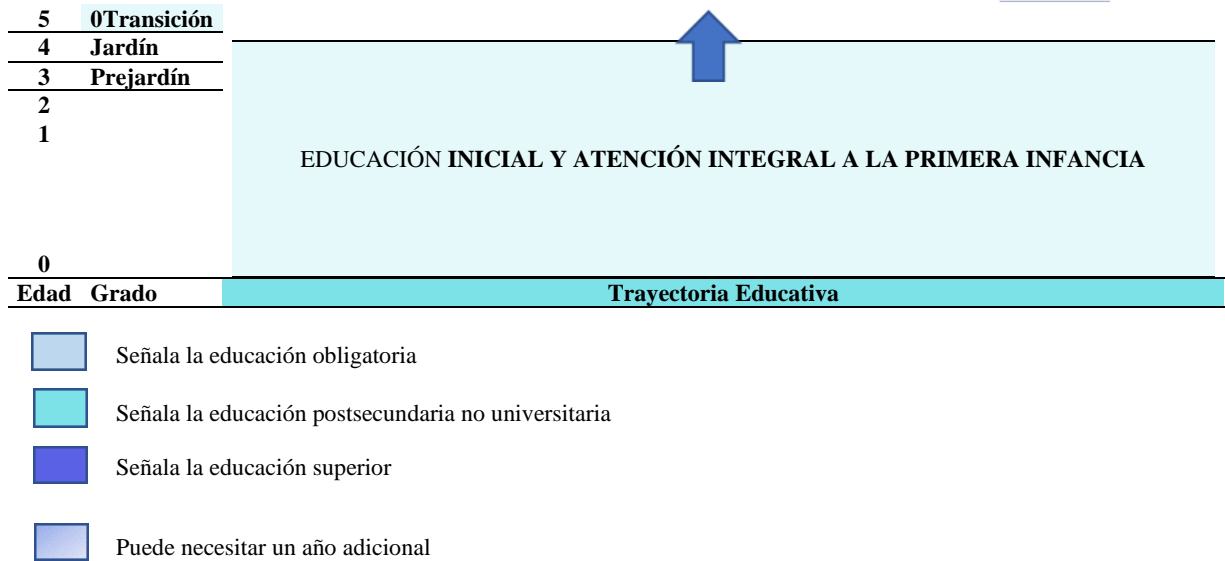 5 0Transición
4 Jardín
3 Prejardín
2
1
EDUCACIÓN INICIAL Y ATENCIÓN INTEGRAL A LA PRIMERA INFANCIA
0
Edad Grado Trayectoria Educativa
Señala la educación obligatoria
Señala la educación postsecundaria no universitaria
Señala la educación superior
Puede necesitar un año adicional